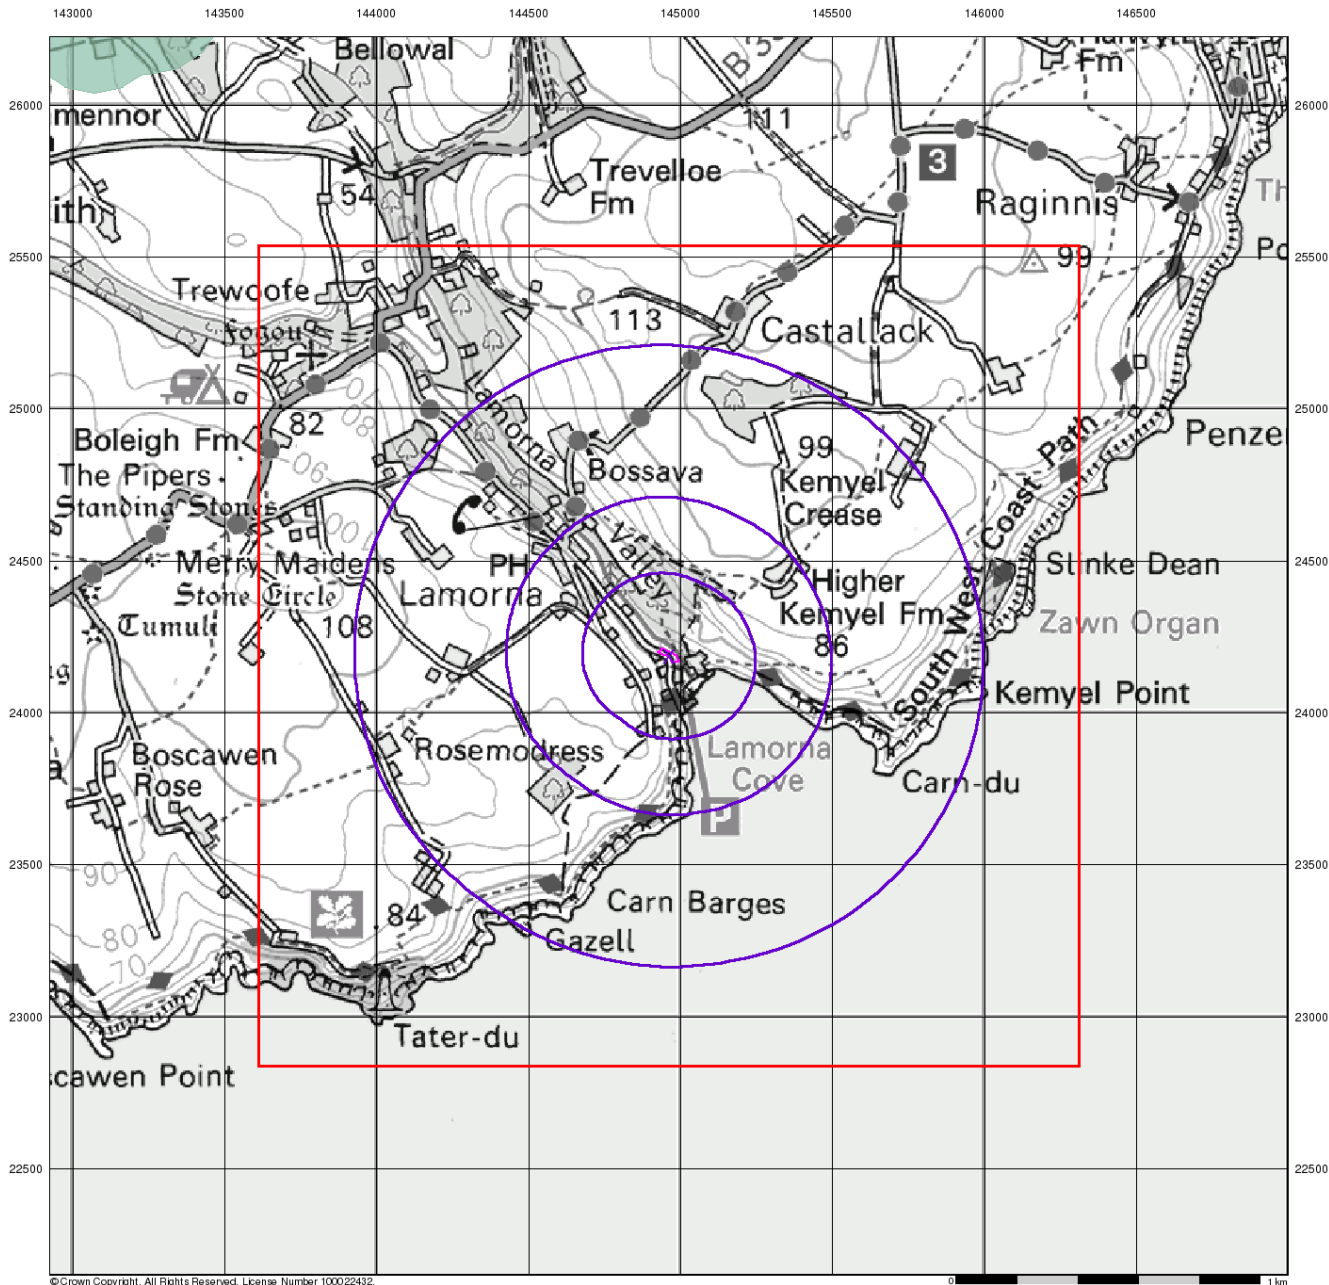 143000 143500 144000 144500 145000 145500 146000 146500
Bellowal
Fm
26000
26000
mennor
111
3
Trevelloe
Fm
54
Raginnis
ith
Th
25500
99
Po
25500
Trewoofe
Fogou
113
Castallack
25000
Lamorna
Valley
82
Boleigh Fm
The Pipers
Standing Stones
Bossava
99
Kemyel
Crease
Path
Penze
25000
24500
Merry Maidens
Stone Circle
PH
Lamorna
Higher
Kemyel Fm
86
South West Coast
Slinke Dean
Zawn Organ
24500
Tumuli
108
24000
Kemyel Point
24000
Boscawen
Rose
Rosemodress
Lamorna
Cove
Carn-du
P
23500
90
80
70
84
Carn Barges
Gazell
23500
23000
Tater-du
23000
scawen Point
22500
22500
© Crown Copyright. All Rights Reserved. License Number 100022432.
0 1 km